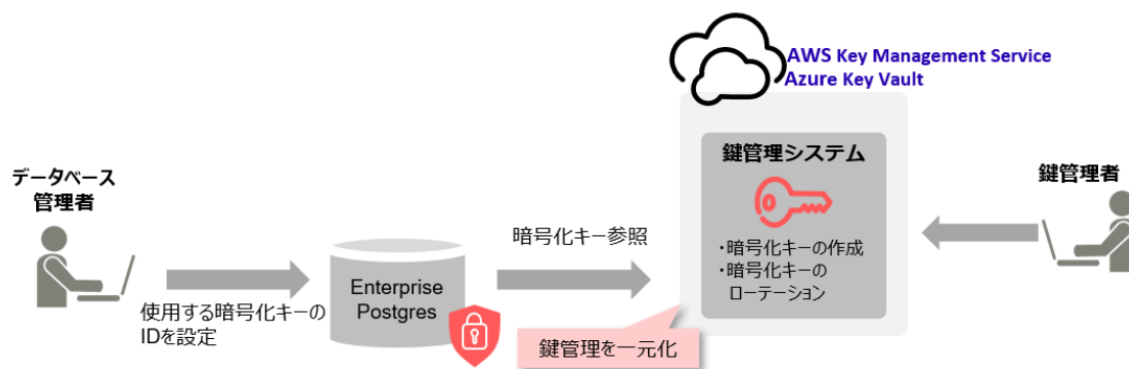 AWS Key Management Service
Azure Key Vault
データベース
管理者
使用する暗号化キーの
IDを設定
Enterprise
Postgres
暗号化キー参照
鍵管理を一元化
鍵管理システム
・暗号化キーの作成
・暗号化キーの
ローテーション
鍵管理者